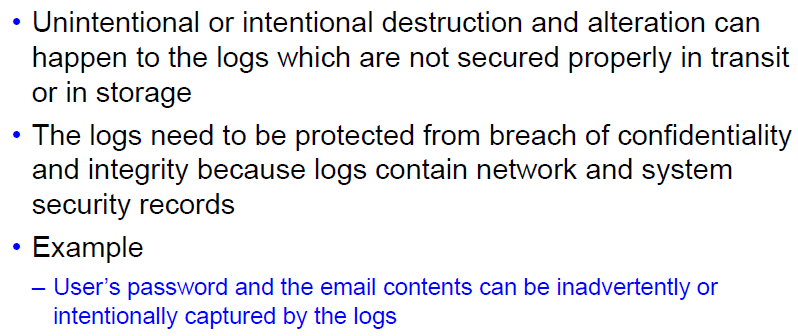 • Unintentional or intentional destruction and alteration can
happen to the logs which are not secured properly in transit
or in storage
• The logs need to be protected from breach of confidentiality
and integrity because logs contain network and system
security records
• Example
– User's password and the email contents can be inadvertently or
intentionally captured by the logs